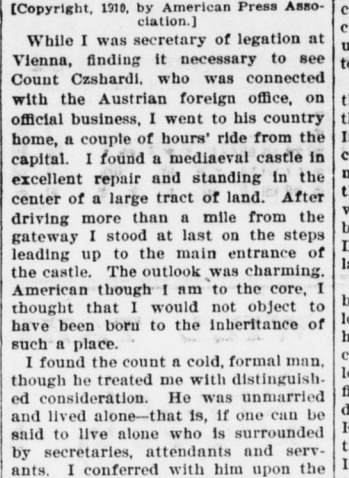 [Copyright, 1910, by American Press Asso-
ciation.]
While I was secretary of legation at
Vienna, finding it necessary to see
Count Czshardi, who was connected
with the Austrian foreign office, on
official business, I went to his country
home, a couple of hours' ride from the
capital. I found a mediaeval castle in
excellent repair and standing in the
center of a large tract of land. After
driving more than a mile from the
gateway I stood at last on the steps
leading up to the main entrance of
the castle. The outlook was charming.
American though I am to the core, I
thought that I would not object to
have been born to the inheritance of
such a place.
I found the count a cold, formal man,
though he treated me with distinguish-
ed consideration. He was unmarried
and lived alone—that is, if one can be
said to live alone who is surrounded
by secretaries, attendants and serv-
ants. I conferred with him upon the